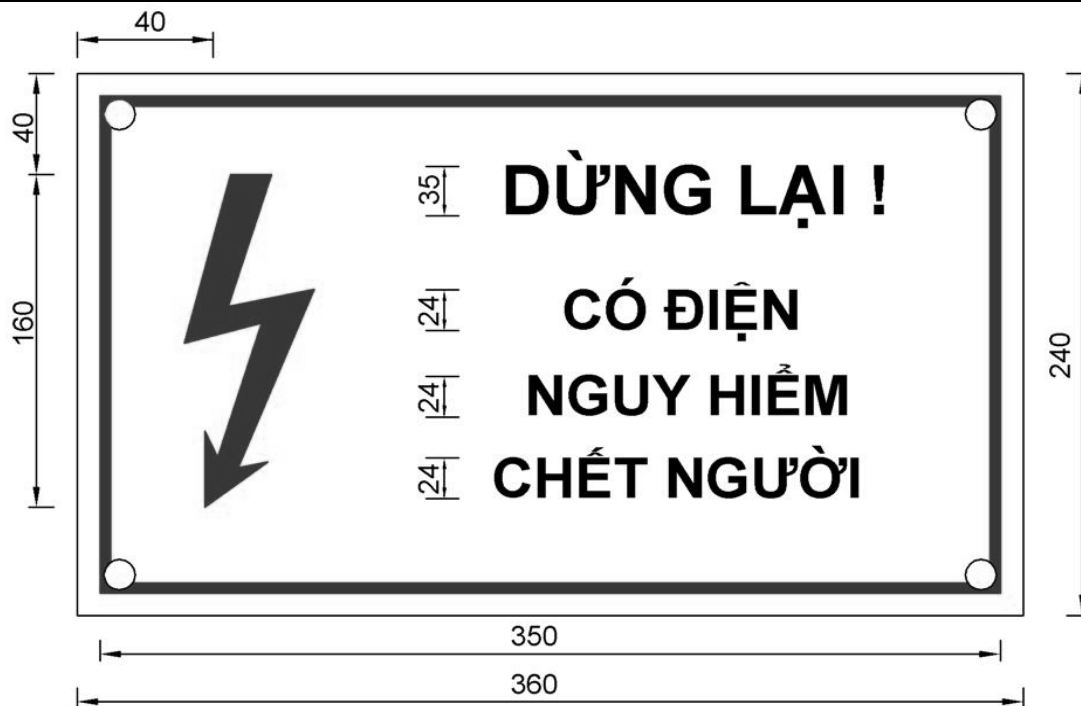 40
40
35
DỪNG LẠI !
160
24
CÓ ĐIỆN
240
24
NGUY HIỂM
24
CHẾT NGƯỜI
350
360